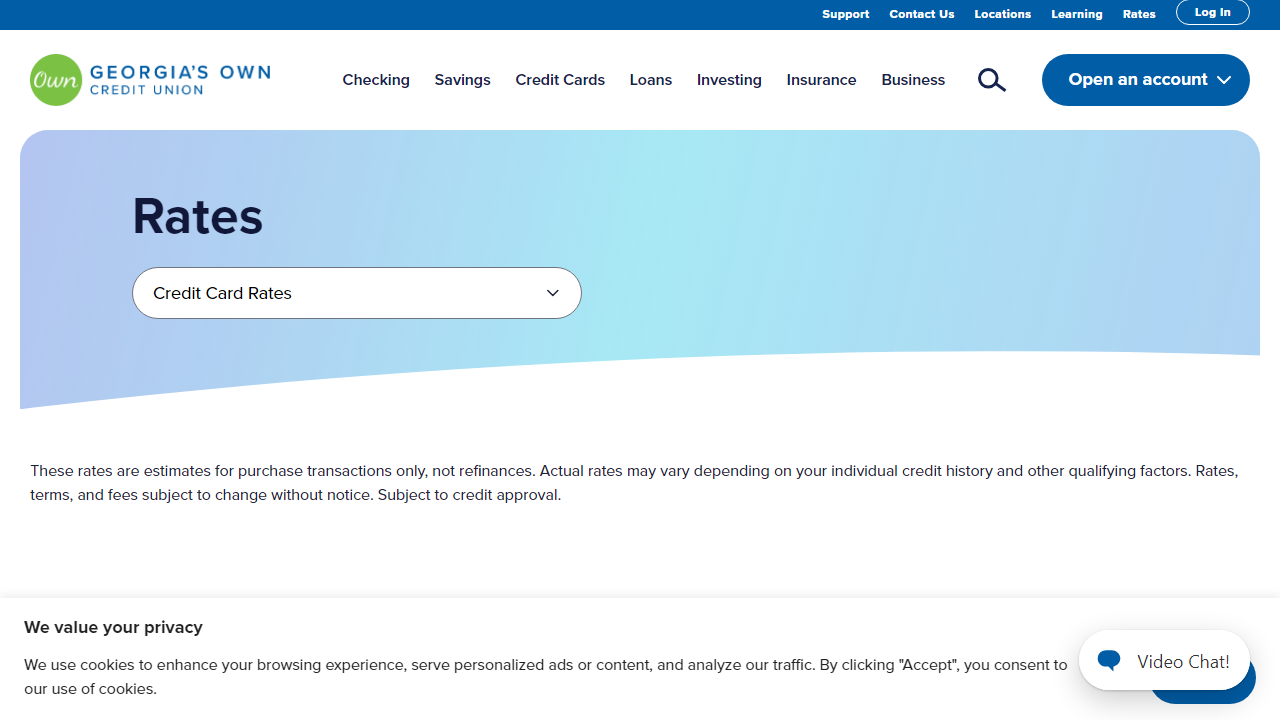 Support Contact Us Locations Learning Rates Log In
Own GEORGIA'S OWN
CREDIT UNION
Checking Savings Credit Cards Loans Investing Insurance Business Open an account
Rates
Credit Card Rates
These rates are estimates for purchase transactions only, not refinances. Actual rates may vary depending on your individual credit history and other qualifying factors. Rates,
terms, and fees subject to change without notice. Subject to credit approval.
We value your privacy
We use cookies to enhance your browsing experience, serve personalized ads or content, and analyze our traffic. By clicking "Accept", you consent to
our use of cookies.
Video Chat!